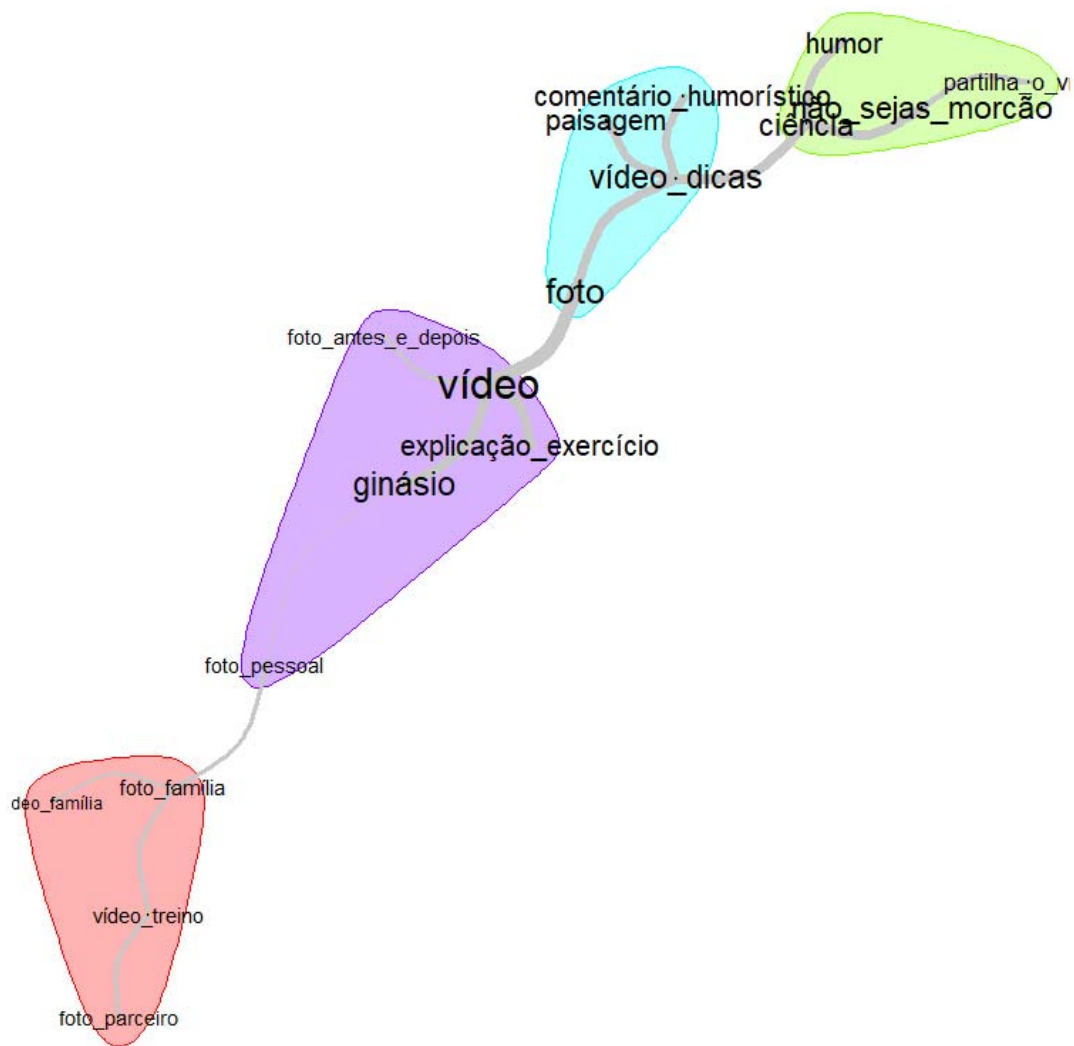 humor
partilha_o_v
comentário_humorístico
não_sejas_morcão
paisagem
ciência
vídeo_dicas
foto
foto_antes_e_depois
vídeo
explicação_exercício
ginásio
foto_pessoal
foto_família
deo_família
vídeo_treino
foto_parceiro